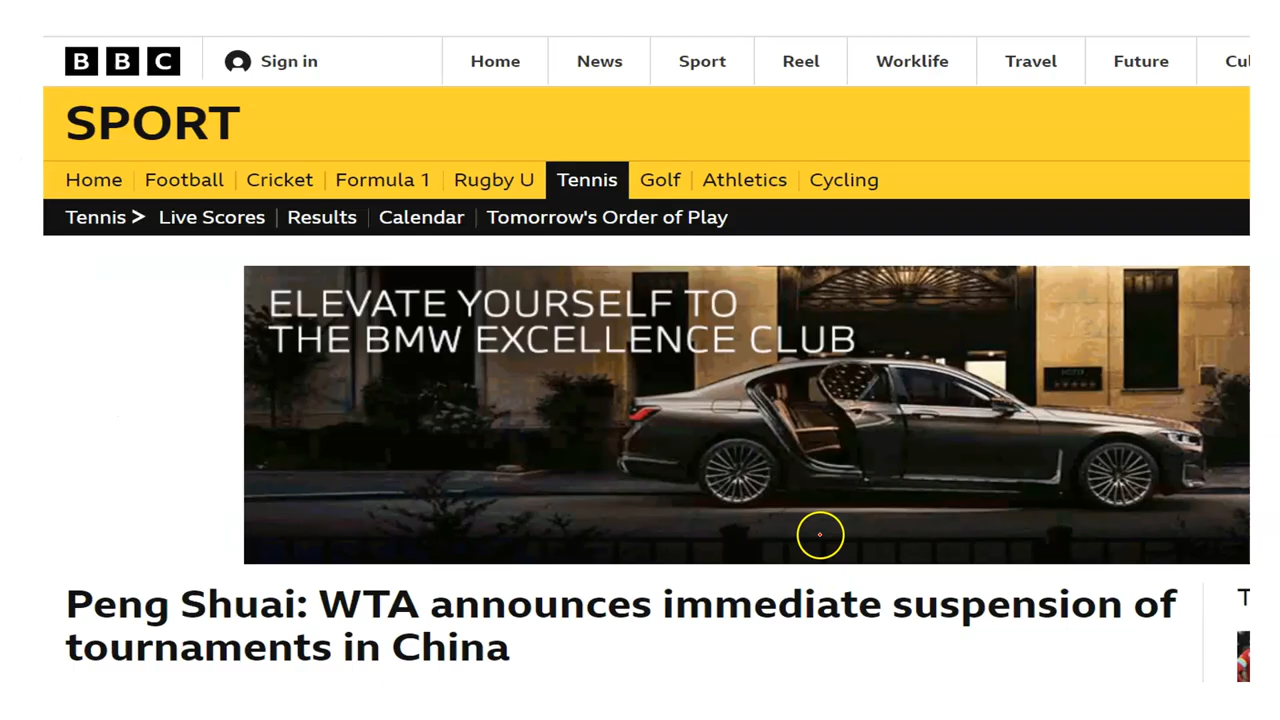 BBC Sign in Home News Sport Reel Worklife Travel Future
SPORT
Home Football Cricket Formula 1 Rugby U Tennis Golf Athletics Cycling
Tennis > Live Scores Results Calendar Tomorrow's Order of Play
ELEVATE YOURSELF TO
THE BMW EXCELLENCE CLUB
Peng Shuai: WTA announces immediate suspension of
tournaments in China